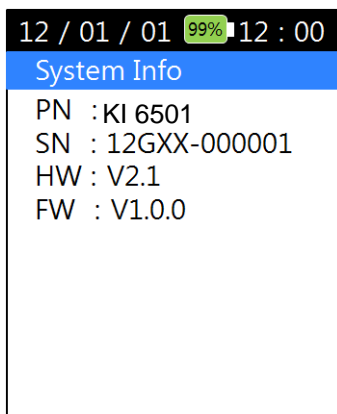 12 / 01 / 01 99% 12 : 00
System Info
PN : KI 6501
SN : 12GXX-000001
HW : V2.1
FW : V1.0.0